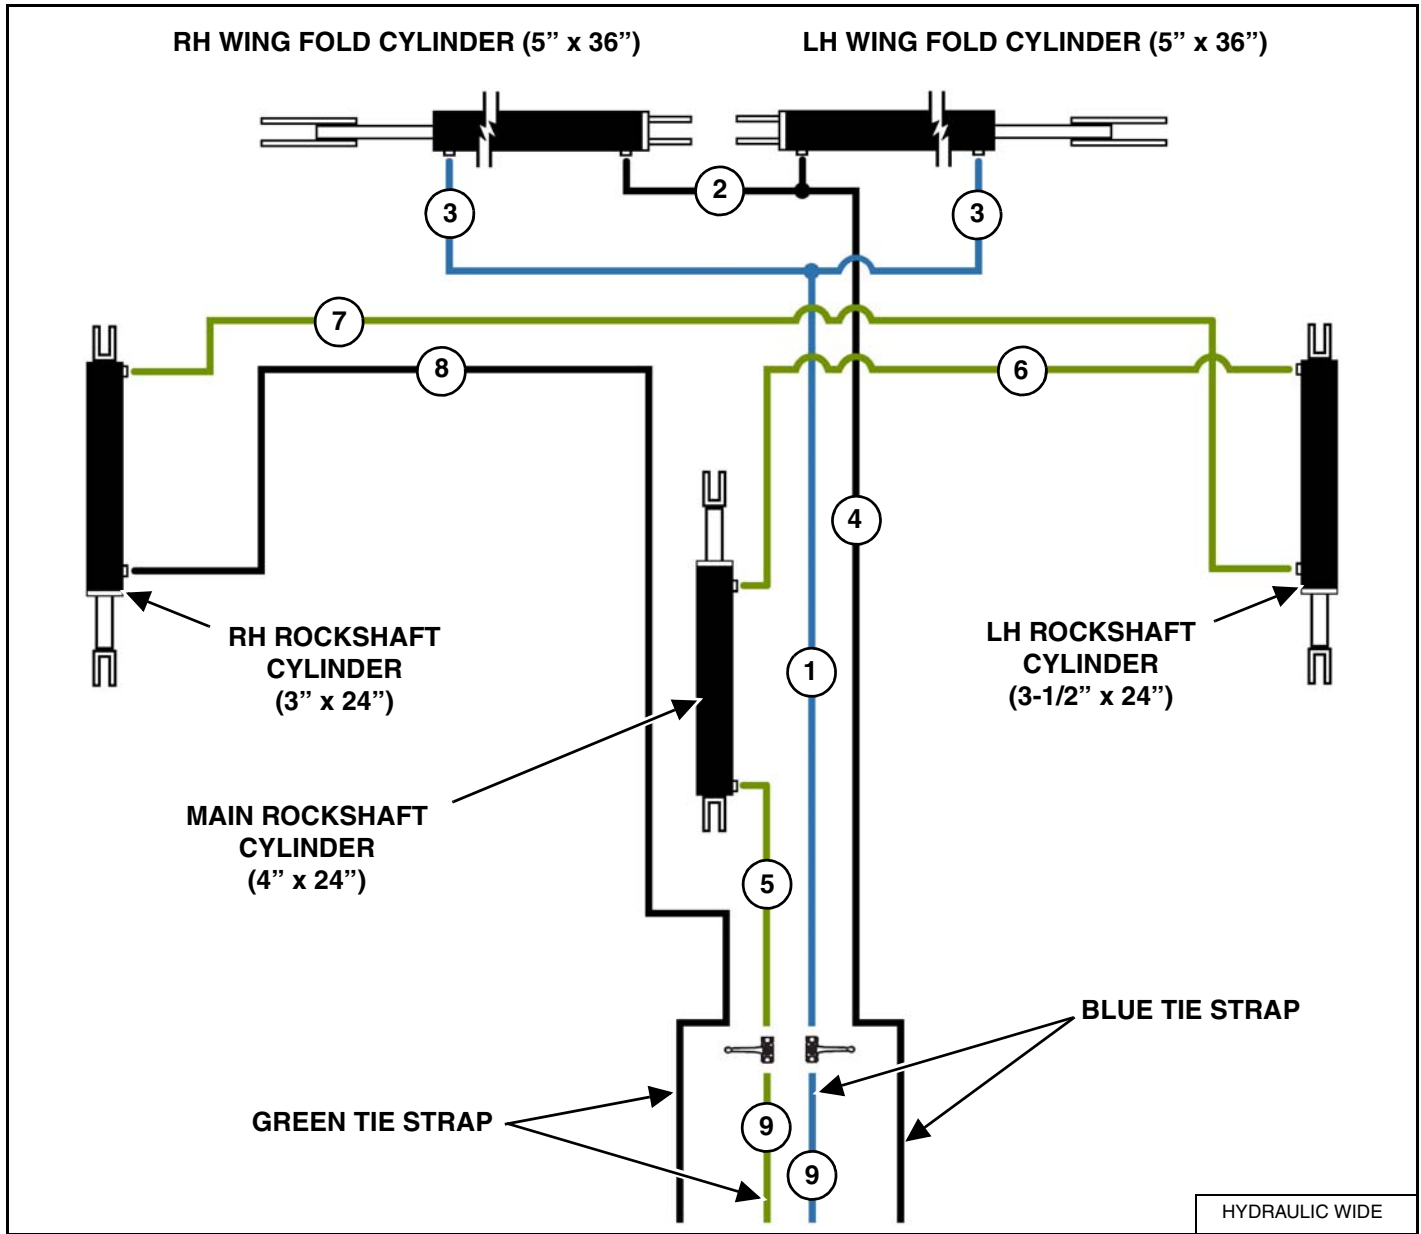 RH WING FOLD CYLINDER (5” x 36”)
LH WING FOLD CYLINDER (5” x 36”)
2
3
3
7
8
6
4
RH ROCKSHAFT
CYLINDER
(3” x 24”)
LH ROCKSHAFT
CYLINDER
(3-1/2” x 24”)
1
MAIN ROCKSHAFT
CYLINDER
(4” x 24”)
5
BLUE TIE STRAP
GREEN TIE STRAP
9
9
HYDRAULIC WIDE